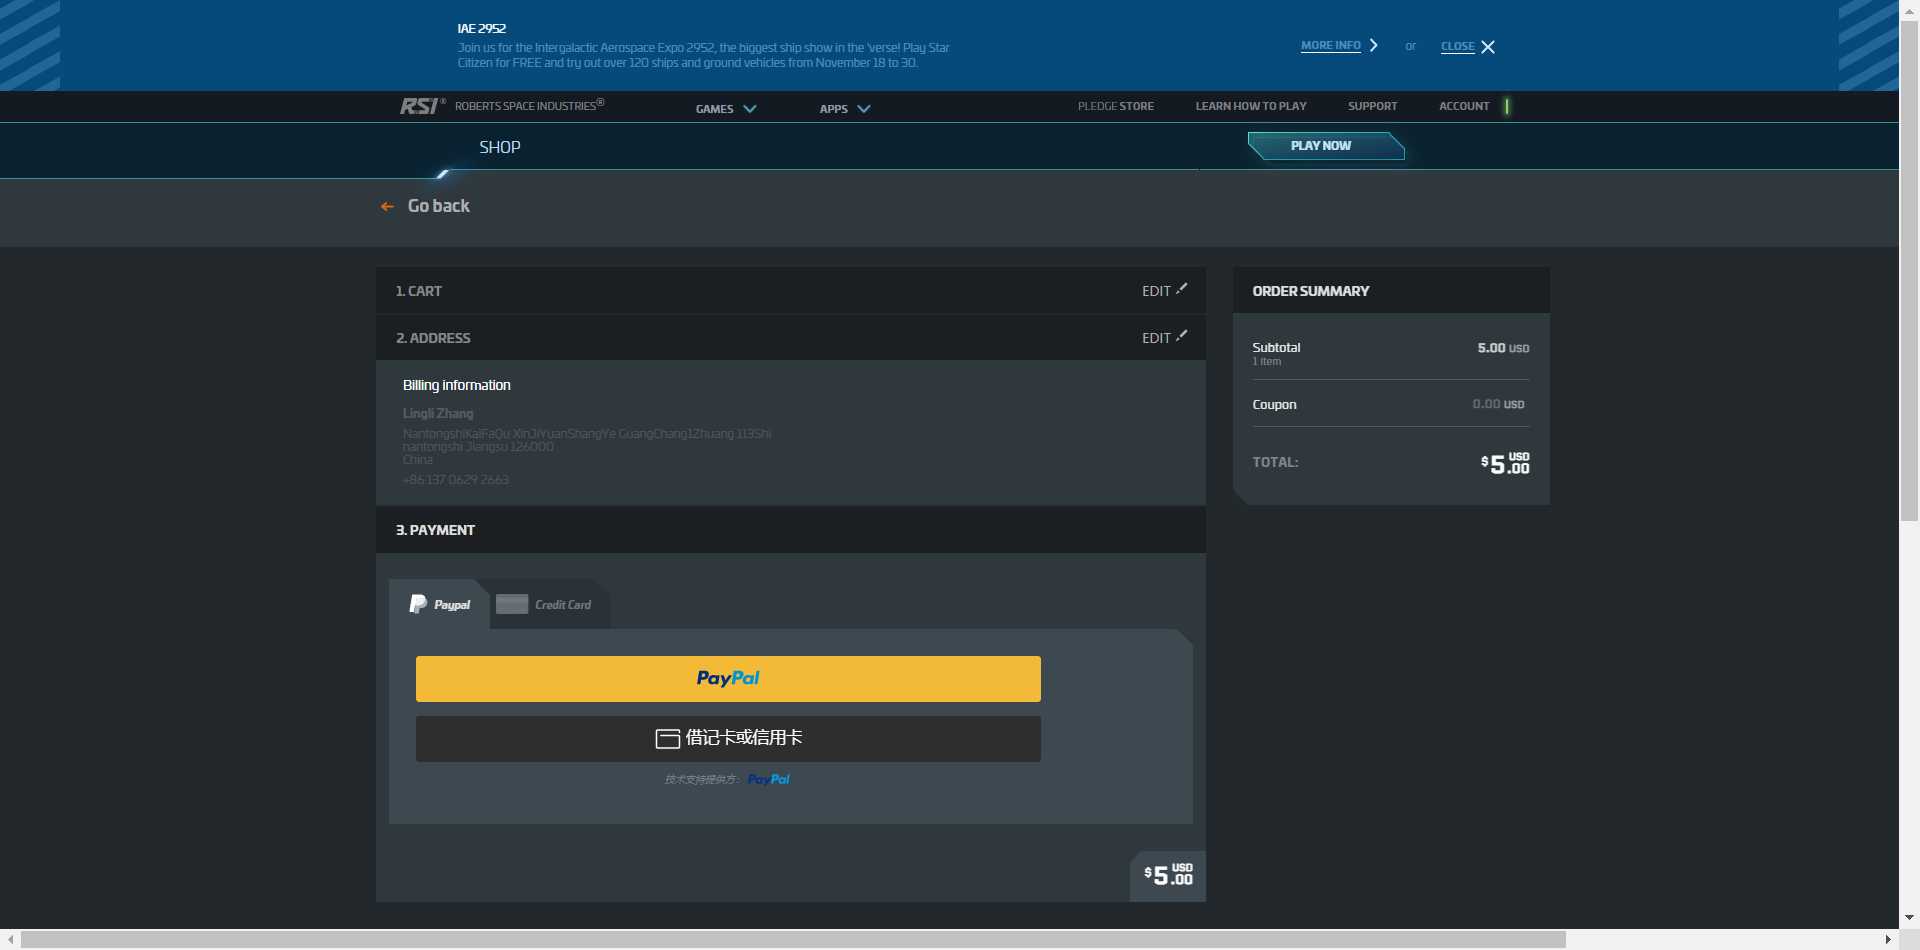 IAE 2952
Join us for the Intergalactic Aerospace Expo 2952, the biggest ship show in the 'verse! Play Star
Citizen for FREE and try out over 120 ships and ground vehicles from November 18 to 30.
MORE INFO or CLOSE
RSI® ROBERTS SPACE INDUSTRIES® GAMES APPS PLEDGE STORE LEARN HOW TO PLAY SUPPORT ACCOUNT
SHOP PLAY NOW
Go back
1. CART EDIT
2. ADDRESS EDIT
Billing information
Lingli Zhang
NantongshiKaiFaQu XinJiYuanShangYe GuangChang1Zhuang 113Shi
nantongshi Jiangsu 126000
China
+86 137 0629 2663
3. PAYMENT
Paypal Credit Card
PayPal
借记卡或信用卡
技术支持提供方: PayPal
$5.00 USD
ORDER SUMMARY
Subtotal 5.00 USD
1 Item
Coupon 0.00 USD
TOTAL: $5.00 USD